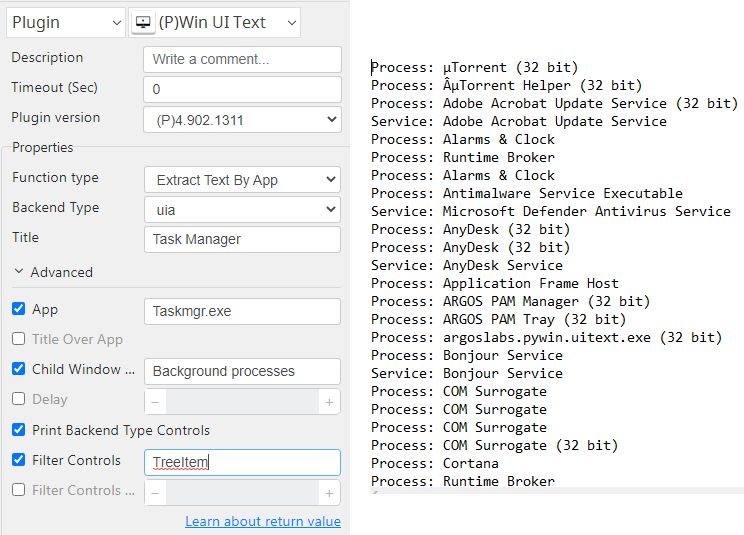 Plugin
(P)Win UI Text
Description
Write a comment...
Timeout (Sec)
0
Plugin version
(P)4.902.1311
Properties
Function type
Extract Text By App
Backend Type
uia
Title
Task Manager
Advanced
App
Taskmgr.exe
Title Over App
Child Window ...
Background processes
Delay
Print Backend Type Controls
Filter Controls
TreeItem
Filter Controls ...
Learn about return value
Process: µTorrent (32 bit)
Process: ÂµTorrent Helper (32 bit)
Process: Adobe Acrobat Update Service (32 bit)
Service: Adobe Acrobat Update Service
Process: Alarms & Clock
Process: Runtime Broker
Process: Alarms & Clock
Process: Antimalware Service Executable
Service: Microsoft Defender Antivirus Service
Process: AnyDesk (32 bit)
Process: AnyDesk (32 bit)
Service: AnyDesk Service
Process: Application Frame Host
Process: ARGOS PAM Manager (32 bit)
Process: ARGOS PAM Tray (32 bit)
Process: argoslabs.pywin.uitext.exe (32 bit)
Process: Bonjour Service
Service: Bonjour Service
Process: COM Surrogate
Process: COM Surrogate
Process: COM Surrogate
Process: COM Surrogate (32 bit)
Process: Cortana
Process: Runtime Broker